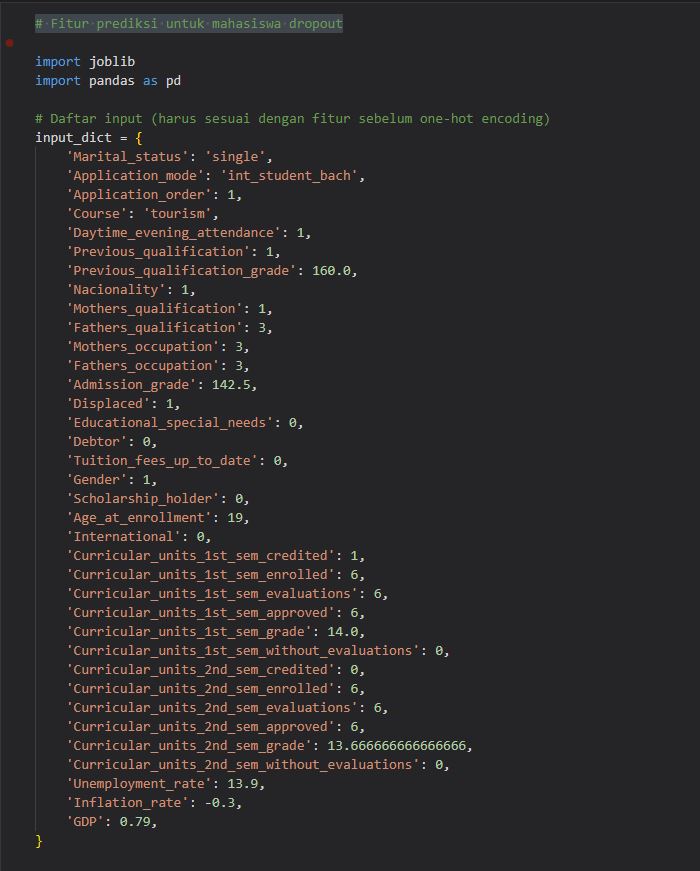 # Fitur prediksi untuk mahasiswa dropout
import joblib
import pandas as pd
# Daftar input (harus sesuai dengan fitur sebelum one-hot encoding)
input_dict = {
'Marital_status': 'single',
'Application_mode': 'int_student_bach',
'Application_order': 1,
'Course': 'tourism',
'Daytime_evening_attendance': 1,
'Previous_qualification': 1,
'Previous_qualification_grade': 160.0,
'Nacionality': 1,
'Mothers_qualification': 1,
'Fathers_qualification': 3,
'Mothers_occupation': 3,
'Fathers_occupation': 3,
'Admission_grade': 142.5,
'Displaced': 1,
'Educational_special_needs': 0,
'Debtor': 0,
'Tuition_fees_up_to_date': 0,
'Gender': 1,
'Scholarship_holder': 0,
'Age_at_enrollment': 19,
'International': 0,
'Curricular_units_1st_sem_credited': 1,
'Curricular_units_1st_sem_enrolled': 6,
'Curricular_units_1st_sem_evaluations': 6,
'Curricular_units_1st_sem_approved': 6,
'Curricular_units_1st_sem_grade': 14.0,
'Curricular_units_1st_sem_without_evaluations': 0,
'Curricular_units_2nd_sem_credited': 0,
'Curricular_units_2nd_sem_enrolled': 6,
'Curricular_units_2nd_sem_evaluations': 6,
'Curricular_units_2nd_sem_approved': 6,
'Curricular_units_2nd_sem_grade': 13.666666666666666,
'Curricular_units_2nd_sem_without_evaluations': 0,
'Unemployment_rate': 13.9,
'Inflation_rate': -0.3,
'GDP': 0.79,
}